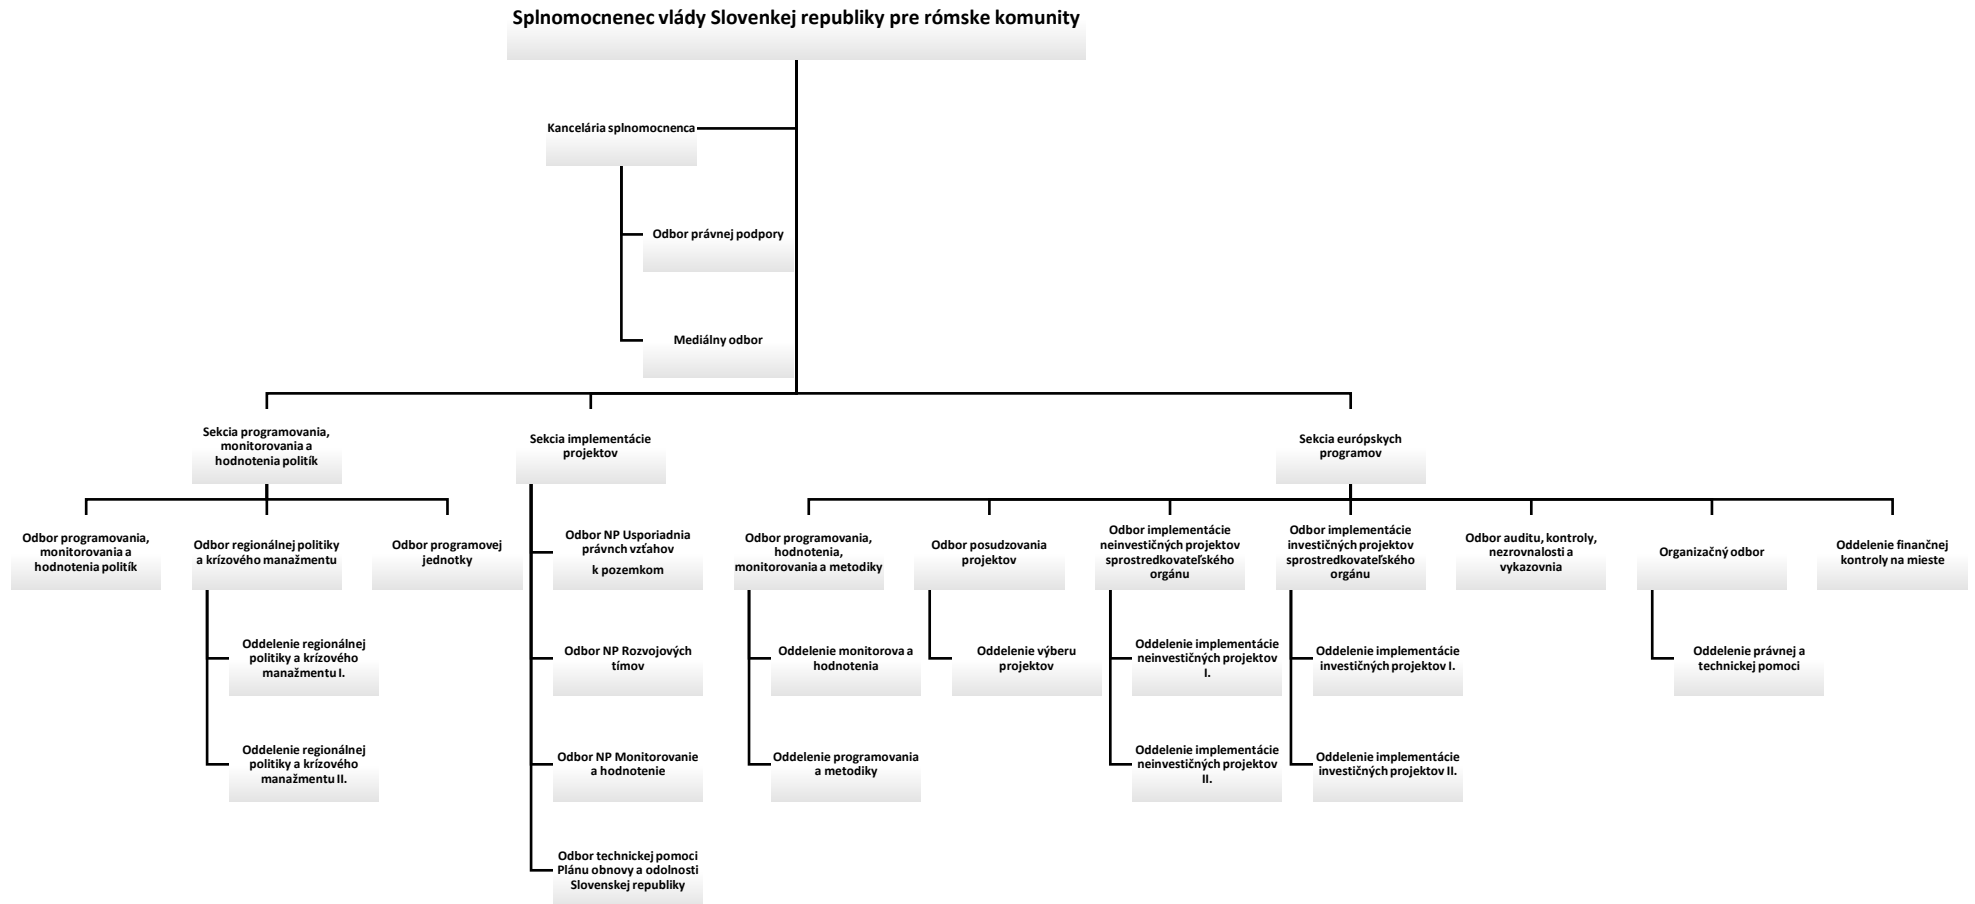 Splnomocnenec vlády Slovenkej republiky pre rómske komunity
Kancelária splnomocnenca
Odbor právnej podpory
Mediálny odbor
Sekcia programovania,
monitorovania a
hodnotenia politík
Sekcia implementácie
projektov
Sekcia európskych
programov
Odbor programovania,
monitorovania a
hodnotenia politík
Odbor regionálnej politiky
a krízového manažmentu
Odbor programovej
jednotky
Odbor NP Usporiadnia
právnch vzťahov
k pozemkom
Odbor programovania,
hodnotenia,
monitorovania a metodiky
Odbor posudzovania
projektov
Odbor implementácie
neinvestičných projektov
sprostredkovateľského
orgánu
Odbor implementácie
investičných projektov
sprostredkovateľského
orgánu
Odbor auditu, kontroly,
nezrovnalosti a
vykazovnia
Organizačný odbor
Oddelenie finančnej
kontroly na mieste
Oddelenie regionálnej
politiky a krízového
manažmentu I.
Odbor NP Rozvojových
tímov
Oddelenie monitorova a
hodnotenia
Oddelenie výberu
projektov
Oddelenie implementácie
neinvestičných projektov
I.
Oddelenie implementácie
investičných projektov I.
Oddelenie právnej a
technickej pomoci
Oddelenie regionálnej
politiky a krízového
manažmentu II.
Odbor NP Monitorovanie
a hodnotenie
Oddelenie programovania
a metodiky
Oddelenie implementácie
neinvestičných projektov
II.
Oddelenie implementácie
investičných projektov II.
Odbor technickej pomoci
Plánu obnovy a odolnosti
Slovenskej republiky